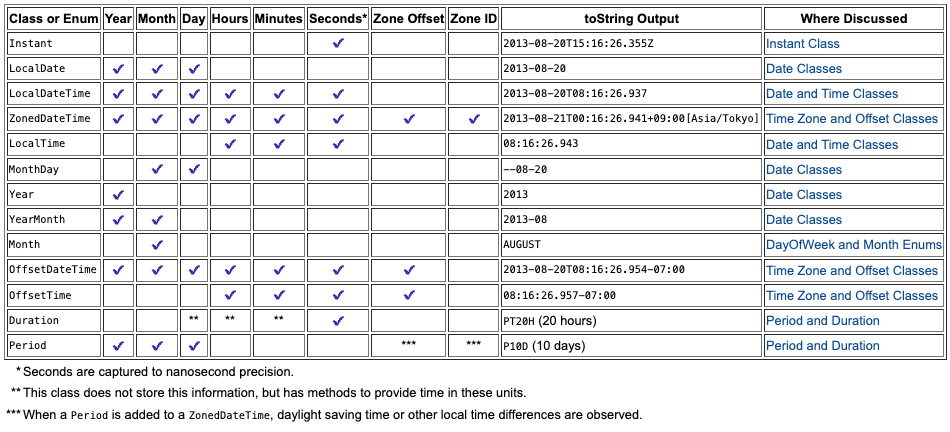 Class or Enum Year Month Day Hours Minutes Seconds* Zone Offset Zone ID toString Output Where Discussed
Instant ✔ 2013-08-20T15:16:26.355Z Instant Class
LocalDate ✔ ✔ ✔ 2013-08-20 Date Classes
LocalDateTime ✔ ✔ ✔ ✔ ✔ ✔ 2013-08-20T08:16:26.937 Date and Time Classes
ZonedDateTime ✔ ✔ ✔ ✔ ✔ ✔ ✔ ✔ 2013-08-21T00:16:26.941+09:00[Asia/Tokyo] Time Zone and Offset Classes
LocalTime ✔ ✔ ✔ 08:16:26.943 Date and Time Classes
MonthDay ✔ ✔ --08-20 Date Classes
Year ✔ 2013 Date Classes
YearMonth ✔ ✔ 2013-08 Date Classes
Month ✔ AUGUST DayOfWeek and Month Enums
OffsetDateTime ✔ ✔ ✔ ✔ ✔ ✔ ✔ 2013-08-20T08:16:26.954-07:00 Time Zone and Offset Classes
OffsetTime ✔ ✔ ✔ ✔ 08:16:26.957-07:00 Time Zone and Offset Classes
Duration ** ** ** ✔ PT20H (20 hours) Period and Duration
Period ✔ ✔ ✔ *** *** P10D (10 days) Period and Duration
* Seconds are captured to nanosecond precision.
** This class does not store this information, but has methods to provide time in these units.
*** When a Period is added to a ZonedDateTime, daylight saving time or other local time differences are observed.